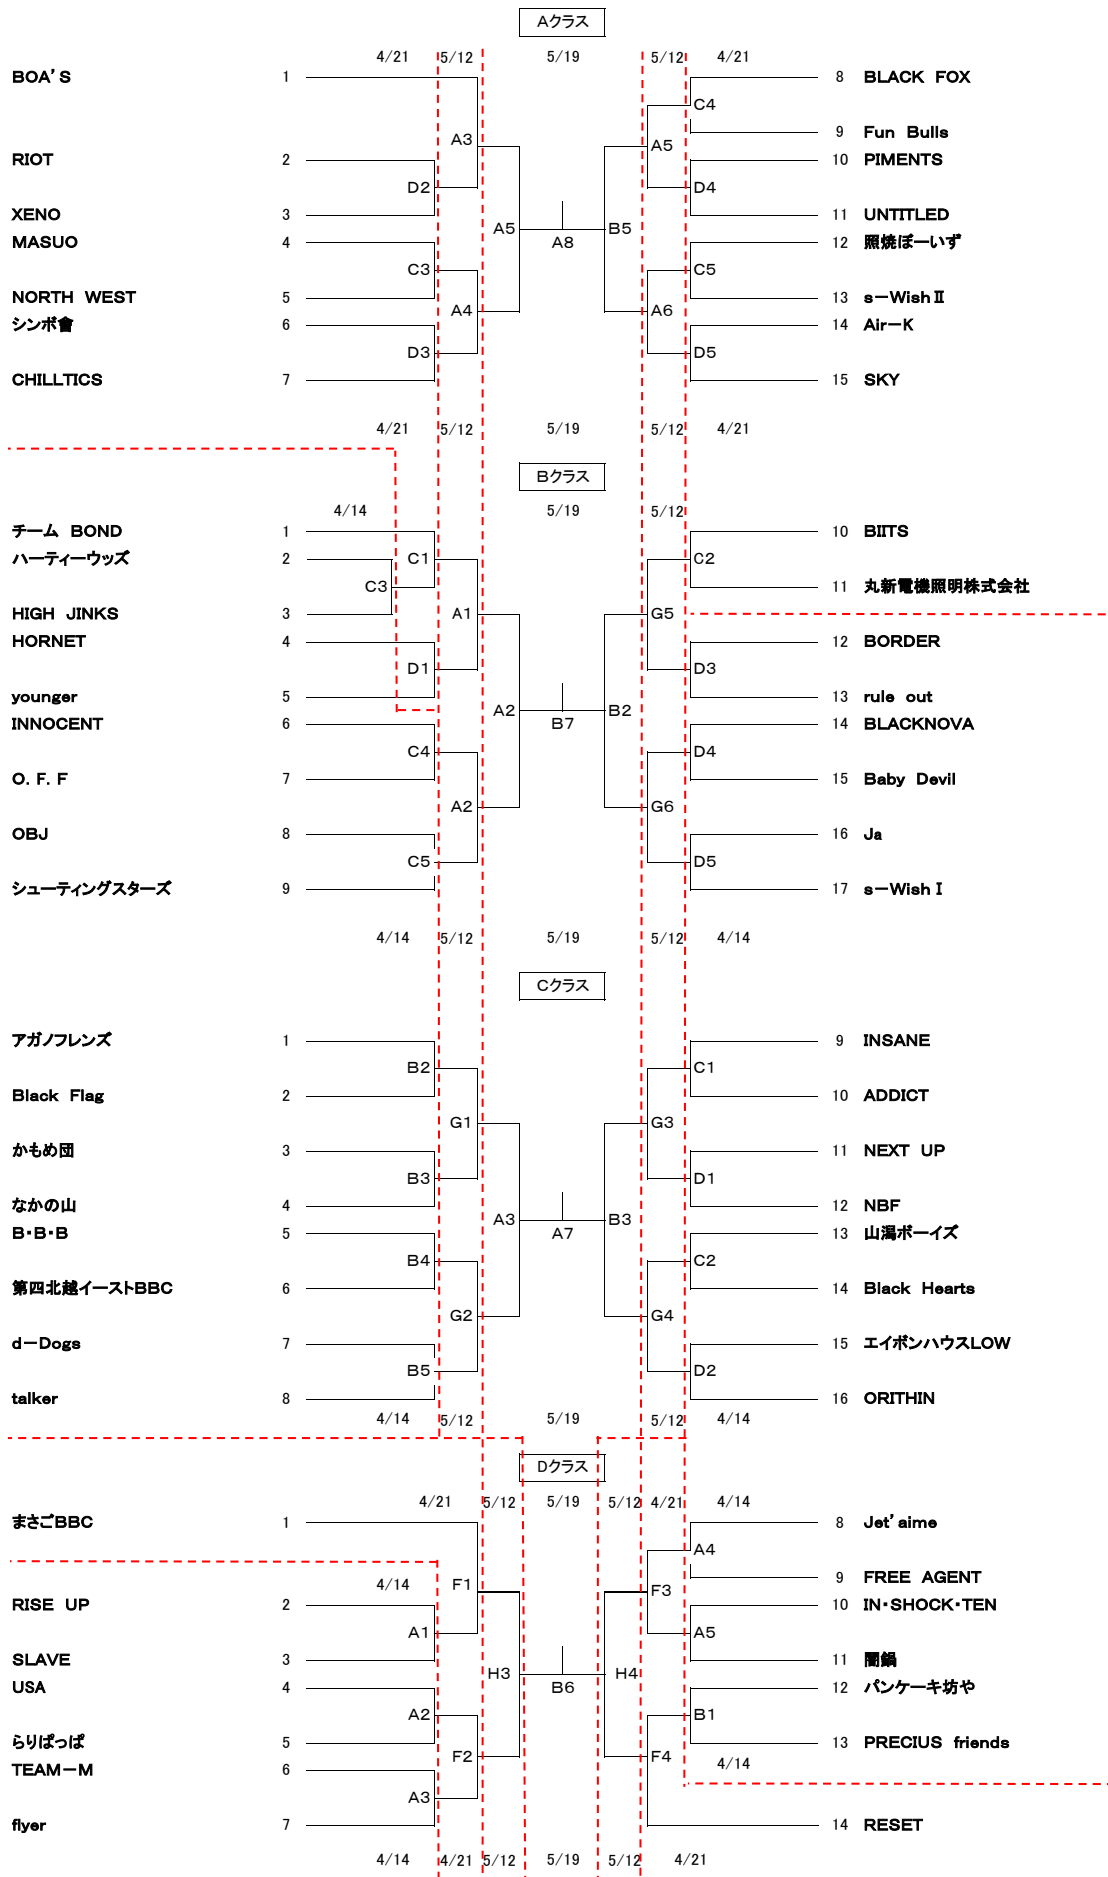 Aクラス
4/21 5/12 5/19 5/12 4/21
BOA'S 1 8 BLACK FOX
C4
9 Fun Bulls
A3 A5
RIOT 2 10 PIMENTS
D2 D4
XENO 3 11 UNTITLED
A5 A8 B5
MASUO 4 12 照焼ぼーいず
C3 C5
NORTH WEST 5 13 s－WishⅡ
A4 A6
シンボ會 6 14 Air－K
D3 D5
CHILLTICS 7 15 SKY
4/21 5/12 5/19 5/12 4/21
Bクラス
4/14 5/19 5/12
チーム BOND 1 10 BIITS
ハーティーウッズ 2 C1 C2
C3 11 丸新電機照明株式会社
HIGH JINKS 3 A1 G5
HORNET 4 12 BORDER
D1 D3
younger 5 13 rule out
A2 B7 B2
INNOCENT 6 14 BLACKNOVA
C4 D4
O.F.F 7 15 Baby Devil
A2 G6
OBJ 8 16 Ja
C5 D5
シューティングスターズ 9 17 s－WishⅠ
4/14 5/12 5/19 5/12 4/14
Cクラス
アガノフレンズ 1 9 INSANE
B2 C1
Black Flag 2 10 ADDICT
G1 G3
かもめ団 3 11 NEXT UP
B3 D1
なかの山 4 12 NBF
A3 A7 B3
B・B・B 5 13 山潟ボーイズ
B4 C2
第四北越イーストBBC 6 14 Black Hearts
G2 G4
d－Dogs 7 15 エイボンハウスLOW
B5 D2
talker 8 16 ORITHIN
4/14 5/12 5/19 5/12 4/14
Dクラス
4/21 5/12 5/19 5/12 4/21 4/14
まさごBBC 1 8 Jet'aime
A4
4/14 F1 F3 9 FREE AGENT
RISE UP 2 10 IN・SHOCK・TEN
A1 A5
SLAVE 3 11 闇鍋
H3 B6 H4
USA 4 12 パンケーキ坊や
A2 B1
らりぱっぱ 5 13 PRECIUS friends
F2 F4 4/14
TEAM－M 6
A3
flyer 7 14 RESET
4/14 4/21 5/12 5/19 5/12 4/21